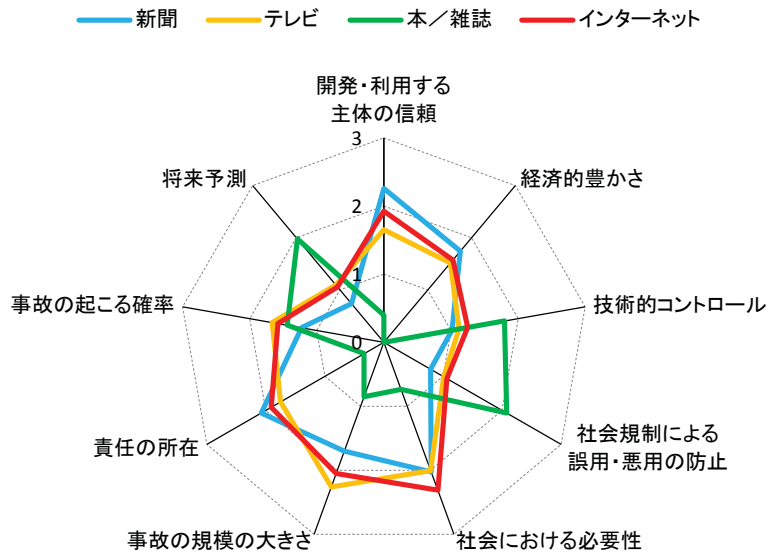 新聞
テレビ
本／雑誌
インターネット
開発・利用する
主体の信頼
3
将来予測
経済的豊かさ
2
1
事故の起こる確率
技術的コントロール
0
社会規制による
誤用・悪用の防止
責任の所在
事故の規模の大きさ
社会における必要性